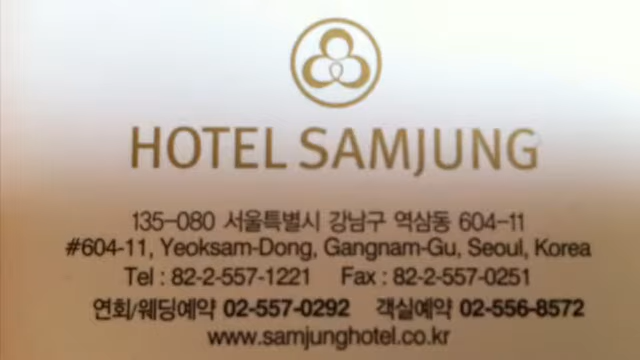 HOTEL SAMJUNG
135-080 서울특별시 강남구 역삼동 604-11
#604-11, Yeoksam-Dong, Gangnam-Gu, Seoul, Korea
Tel : 82-2-557-1221 Fax : 82-2-557-0251
연회/웨딩예약 02-557-0292 객실예약 02-556-8572
www.samjunghotel.co.kr